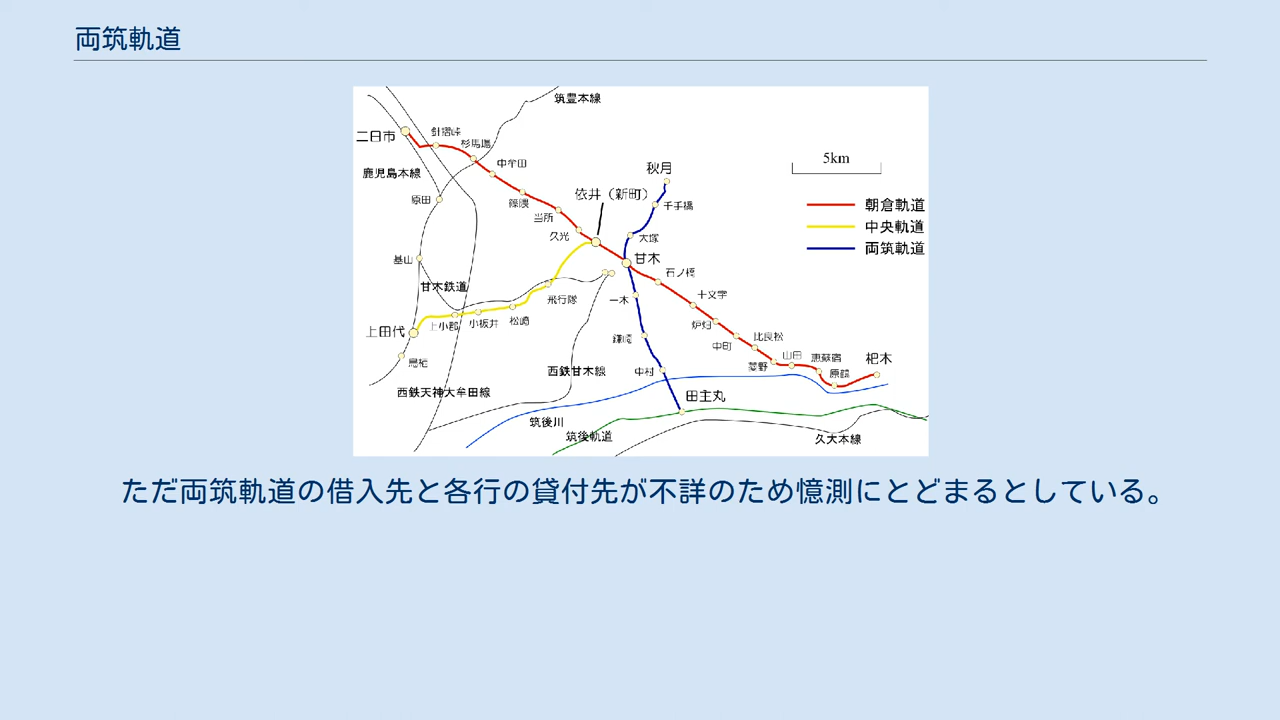 両筑軌道
筑豊本線
二日市
針摺峠
杉馬場
中牟田
鹿児島本線
原田
篠隈
当所
久光
依井（新町）
秋月
千手橋
大塚
甘木
5km
朝倉軌道
中央軌道
両筑軌道
基山
甘木鉄道
飛行隊
一木
石ノ橋
十文字
上田代
上小郡
小板井
松崎
鎌崎
炉畑
中町
比良松
鳥栖
西鉄甘木線
中村
菱野
山田
恵蘇宿
原鶴
杷木
西鉄天神大牟田線
田主丸
筑後川
筑後軌道
久大本線
ただ両筑軌道の借入先と各行の貸付先が不詳のため憶測にとどまるとしている。